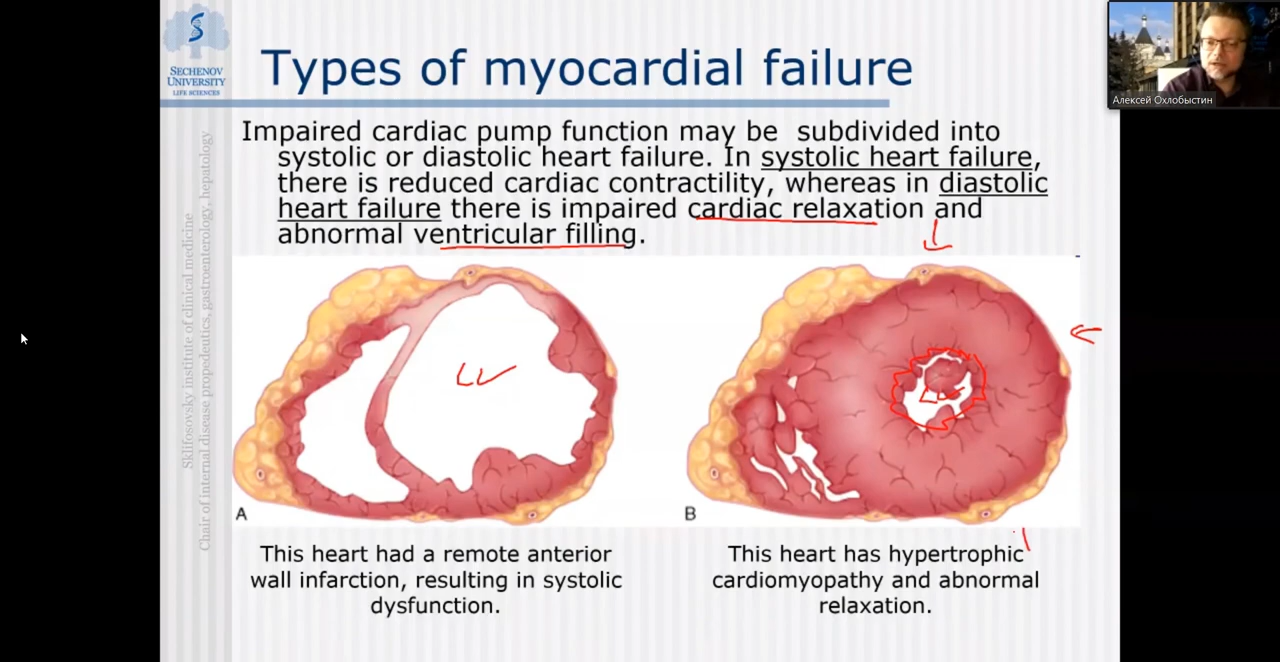 SECHENOV
UNIVERSITY
LIFE SCIENCES
Types of myocardial failure
Алексей Охлобыстин
Sklifosovsky institute of clinical medicine
Chair of internal disease propedeutics, gastroenterology, hepatology
Impaired cardiac pump function may be subdivided into
systolic or diastolic heart failure. In systolic heart failure,
there is reduced cardiac contractility, whereas in diastolic
heart failure there is impaired cardiac relaxation and
abnormal ventricular filling.
A
B
This heart had a remote anterior
wall infarction, resulting in systolic
dysfunction.
This heart has hypertrophic
cardiomyopathy and abnormal
relaxation.